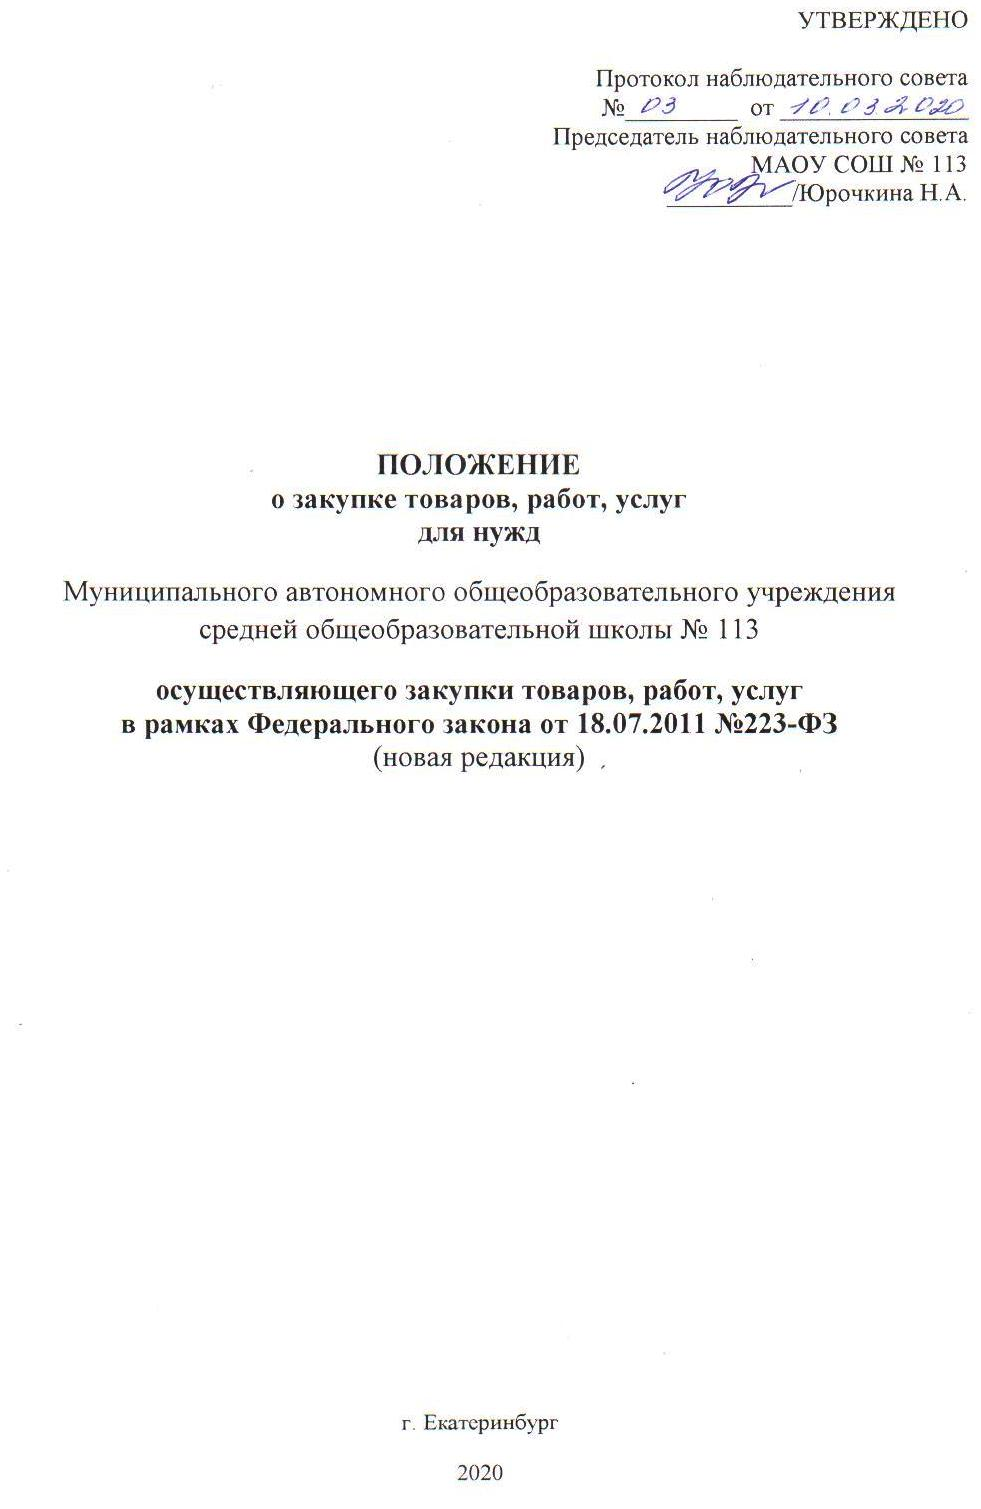 УТВЕРЖДЕНО
Протокол наблюдательного совета
№ 03 от 10.03.2020
Председатель наблюдательного совета
МАОУ СОШ № 113
/Юрочкина Н.А.
ПОЛОЖЕНИЕ
о закупке товаров, работ, услуг
для нужд
Муниципального автономного общеобразовательного учреждения
средней общеобразовательной школы № 113
осуществляющего закупки товаров, работ, услуг
в рамках Федерального закона от 18.07.2011 №223-ФЗ
(новая редакция)
г. Екатеринбург
2020